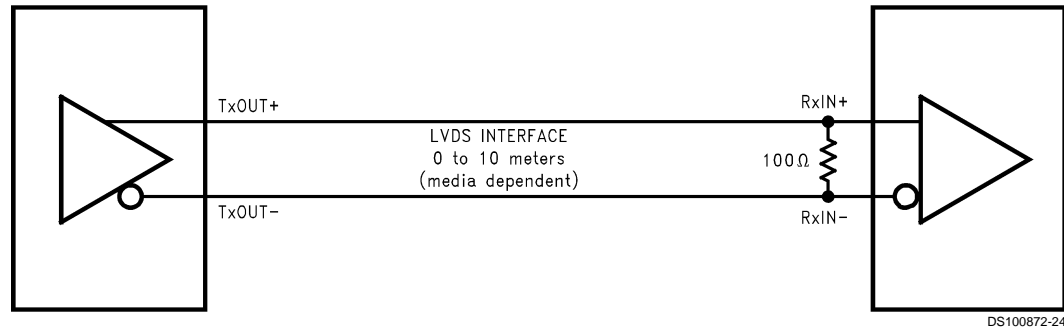 TxOUT+
RxIN+
LVDS INTERFACE
0 to 10 meters
(media dependent)
100Ω
TxOUT-
RxIN-
DS100872-24